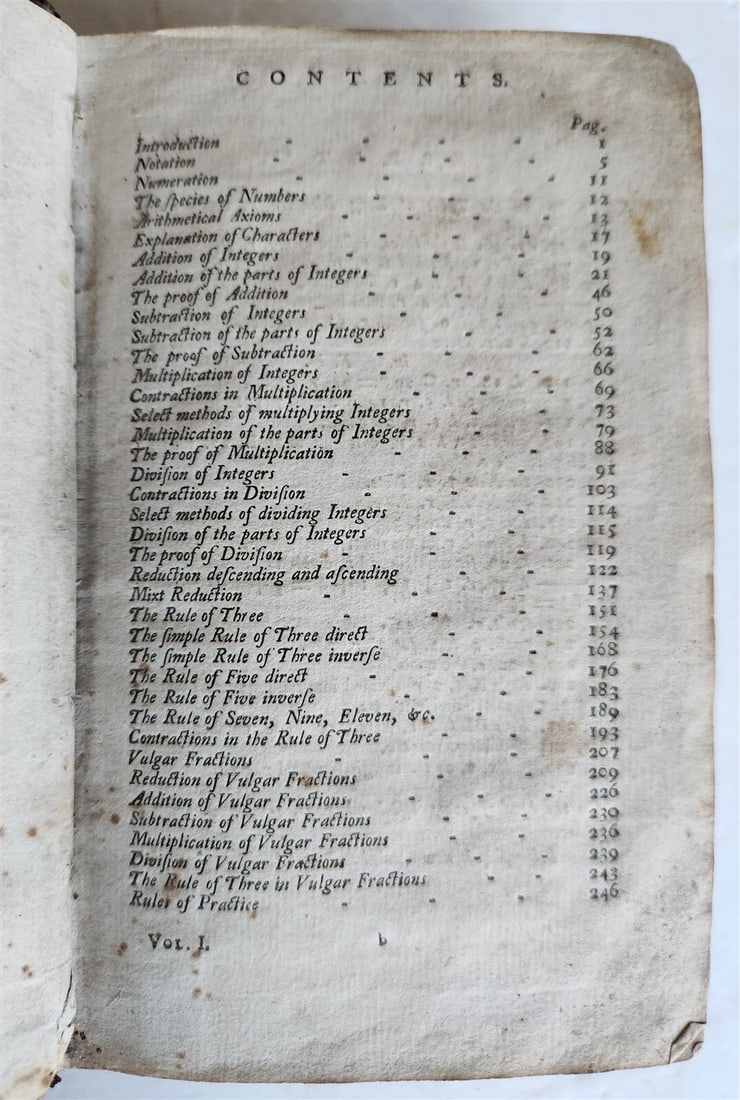 CONTENTS.
Pag.
Introduction - - - - 1
Notation - - - - 5
Numeration - - - - 11
The ſpecies of Numbers - - - 12
Arithmetical Axioms - - - - 13
Explanation of Characters - - - 17
Addition of Integers - - - 19
Addition of the parts of Integers - - 21
The proof of Addition - - - 46
Subtraction of Integers - - - 50
Subtraction of the parts of Integers - - 52
The proof of Subtraction - - - 62
Multiplication of Integers - - - 66
Contractions in Multiplication - - - 69
Select methods of multiplying Integers - - 73
Multiplication of the parts of Integers - - 79
The proof of Multiplication - - - 88
Diviſion of Integers - - - 91
Contractions in Diviſion - - - 103
Select methods of dividing Integers - - 114
Diviſion of the parts of Integers - - 115
The proof of Diviſion - - - 119
Reduction deſcending and aſcending - - 122
Mixt Reduction - - - - 137
The Rule of Three - - - 151
The ſimple Rule of Three direct - - 154
The ſimple Rule of Three inverſe - - 168
The Rule of Five direct - - - 176
The Rule of Five inverſe - - - 183
The Rule of Seven, Nine, Eleven, &c. - - 189
Contractions in the Rule of Three - - 193
Vulgar Fractions - - - 207
Reduction of Vulgar Fractions - - - 209
Addition of Vulgar Fractions - - - 226
Subtraction of Vulgar Fractions - - 230
Multiplication of Vulgar Fractions - - 236
Diviſion of Vulgar Fractions - - - 239
The Rule of Three in Vulgar Fractions - - 243
Rules of Practice - - - 246
VOL. I. b